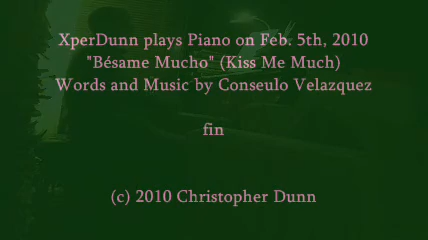 XperDunn plays Piano on Feb. 5th, 2010
"Bésame Mucho" (Kiss Me Much)
Words and Music by Conseulo Velazquez
fin
(c) 2010 Christopher Dunn